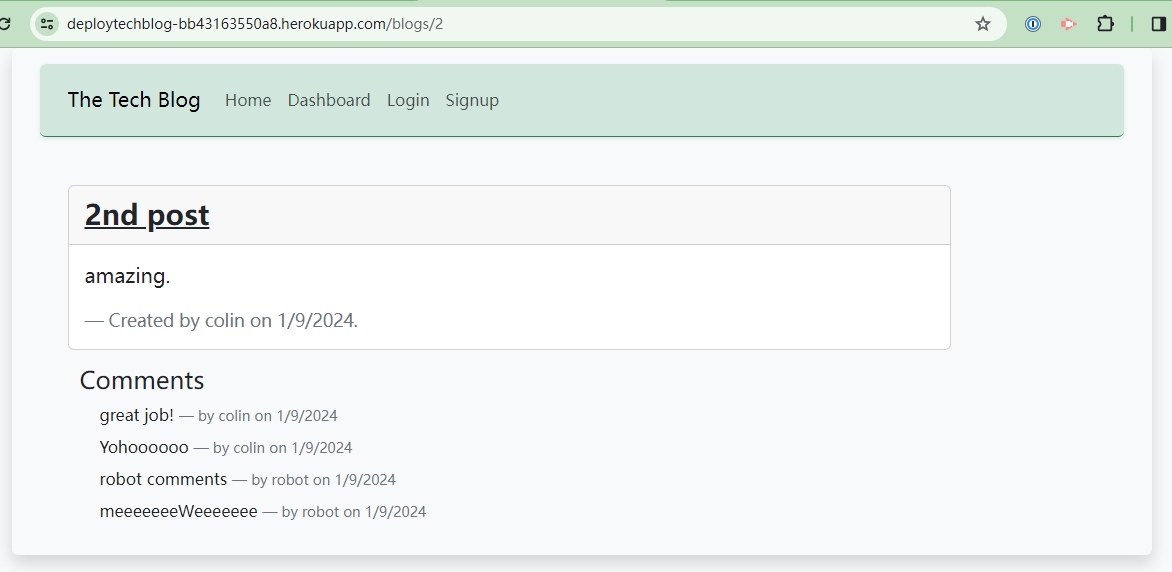 deploytechblog-bb43163550a8.herokuapp.com/blogs/2
The Tech Blog Home Dashboard Login Signup
2nd post
amazing.
— Created by colin on 1/9/2024.
Comments
great job! — by colin on 1/9/2024
Yohoooooo — by colin on 1/9/2024
robot comments — by robot on 1/9/2024
meeeeeeeWeeeeeee — by robot on 1/9/2024